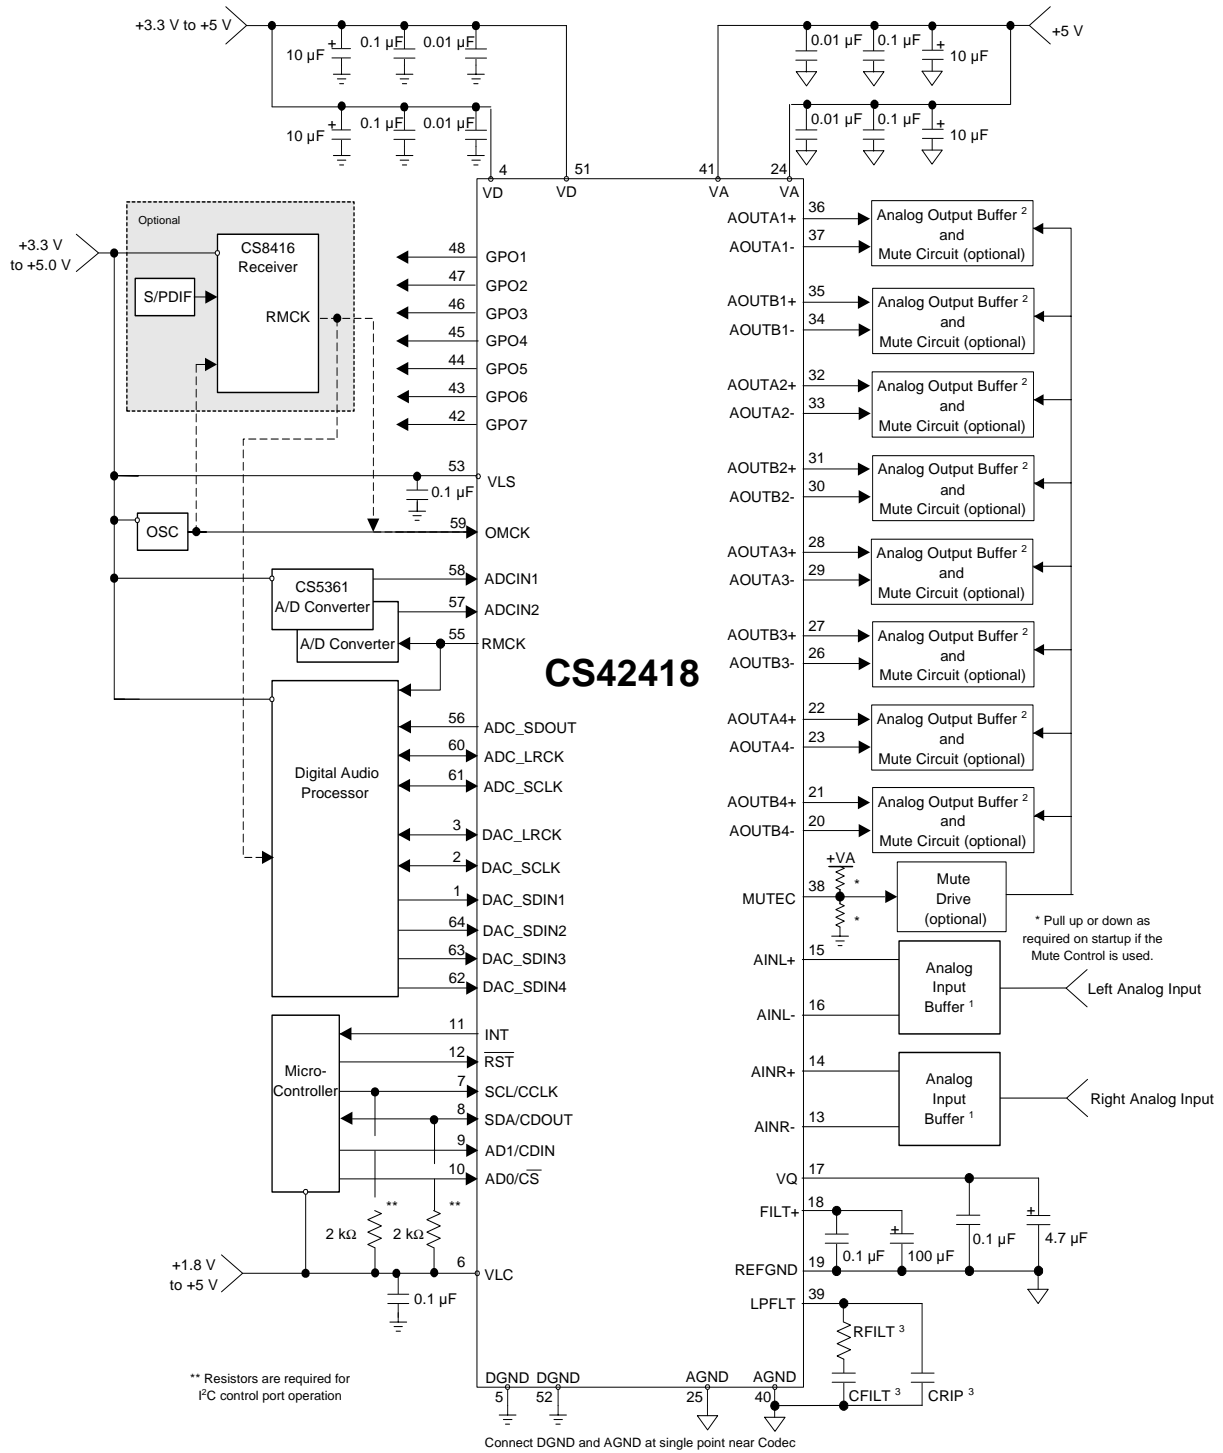 +3.3 V to +5 V
10 µF
0.1 µF
0.01 µF
10 µF
0.1 µF
0.01 µF
0.01 µF
0.1 µF
10 µF
+5 V
0.01 µF
0.1 µF
10 µF
4
51
41
24
VD
VD
VA
VA
Optional
CS8416
Receiver
S/PDIF
RMCK
+3.3 V
to +5.0 V
48
GPO1
47
GPO2
46
GPO3
45
GPO4
44
GPO5
43
GPO6
42
GPO7
53
VLS
0.1 µF
OSC
59
OMCK
CS5361
A/D Converter
A/D Converter
58
ADCIN1
57
ADCIN2
55
RMCK
CS42418
Digital Audio
Processor
56
ADC_SDOUT
60
ADC_LRCK
61
ADC_SCLK
3
DAC_LRCK
2
DAC_SCLK
1
DAC_SDIN1
64
DAC_SDIN2
63
DAC_SDIN3
62
DAC_SDIN4
Micro-
Controller
11
INT
12
RST
7
SCL/CCLK
8
SDA/CDOUT
9
AD1/CDIN
10
AD0/CS
**
**
2 kΩ
2 kΩ
+1.8 V
to +5 V
6
VLC
0.1 µF
** Resistors are required for
I²C control port operation
AOUTA1+
36
AOUTA1-
37
Analog Output Buffer ²
and
Mute Circuit (optional)
AOUTB1+
35
AOUTB1-
34
Analog Output Buffer ²
and
Mute Circuit (optional)
AOUTA2+
32
AOUTA2-
33
Analog Output Buffer ²
and
Mute Circuit (optional)
AOUTB2+
31
AOUTB2-
30
Analog Output Buffer ²
and
Mute Circuit (optional)
AOUTA3+
28
AOUTA3-
29
Analog Output Buffer ²
and
Mute Circuit (optional)
AOUTB3+
27
AOUTB3-
26
Analog Output Buffer ²
and
Mute Circuit (optional)
AOUTA4+
22
AOUTA4-
23
Analog Output Buffer ²
and
Mute Circuit (optional)
AOUTB4+
21
AOUTB4-
20
Analog Output Buffer ²
and
Mute Circuit (optional)
+VA
*
*
MUTEC
38
Mute
Drive
(optional)
* Pull up or down as
required on startup if the
Mute Control is used.
AINL+
15
AINL-
16
Analog
Input
Buffer ¹
Left Analog Input
AINR+
14
AINR-
13
Analog
Input
Buffer ¹
Right Analog Input
VQ
17
FILT+
18
0.1 µF
100 µF
0.1 µF
4.7 µF
REFGND
19
LPFLT
39
RFILT ³
CFILT ³
CRIP ³
DGND
DGND
AGND
AGND
5
52
25
40
Connect DGND and AGND at single point near Codec